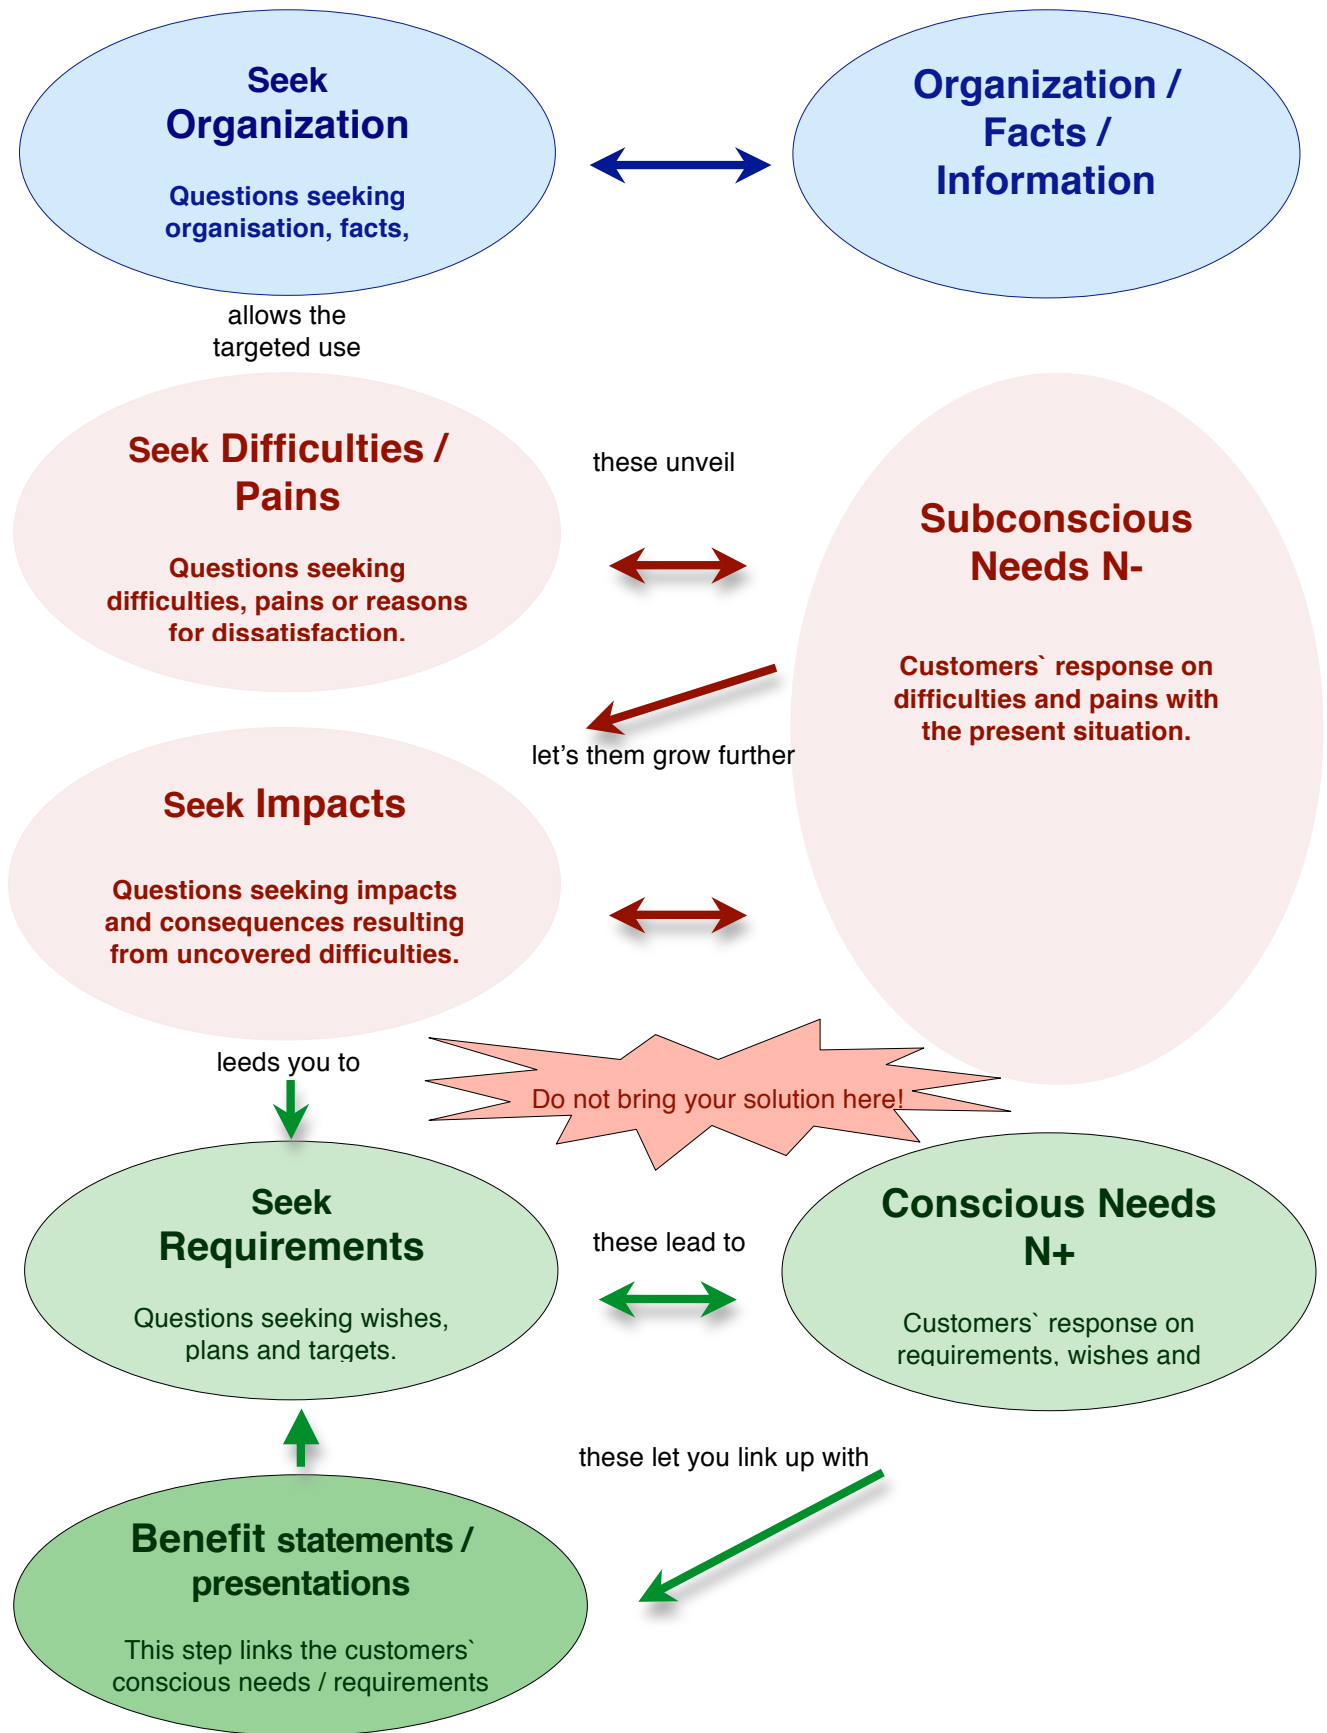 Seek
Organization
Questions seeking
organisation, facts,
Organization /
Facts /
Information
allows the
targeted use
Seek Difficulties /
Pains
Questions seeking
difficulties, pains or reasons
for dissatisfaction.
these unveil
Subconscious
Needs N-
Customers` response on
difficulties and pains with
the present situation.
let's them grow further
Seek Impacts
Questions seeking impacts
and consequences resulting
from uncovered difficulties.
leeds you to
Do not bring your solution here!
Seek
Requirements
Questions seeking wishes,
plans and targets.
these lead to
Conscious Needs
N+
Customers` response on
requirements, wishes and
these let you link up with
Benefit statements /
presentations
This step links the customers`
conscious needs / requirements